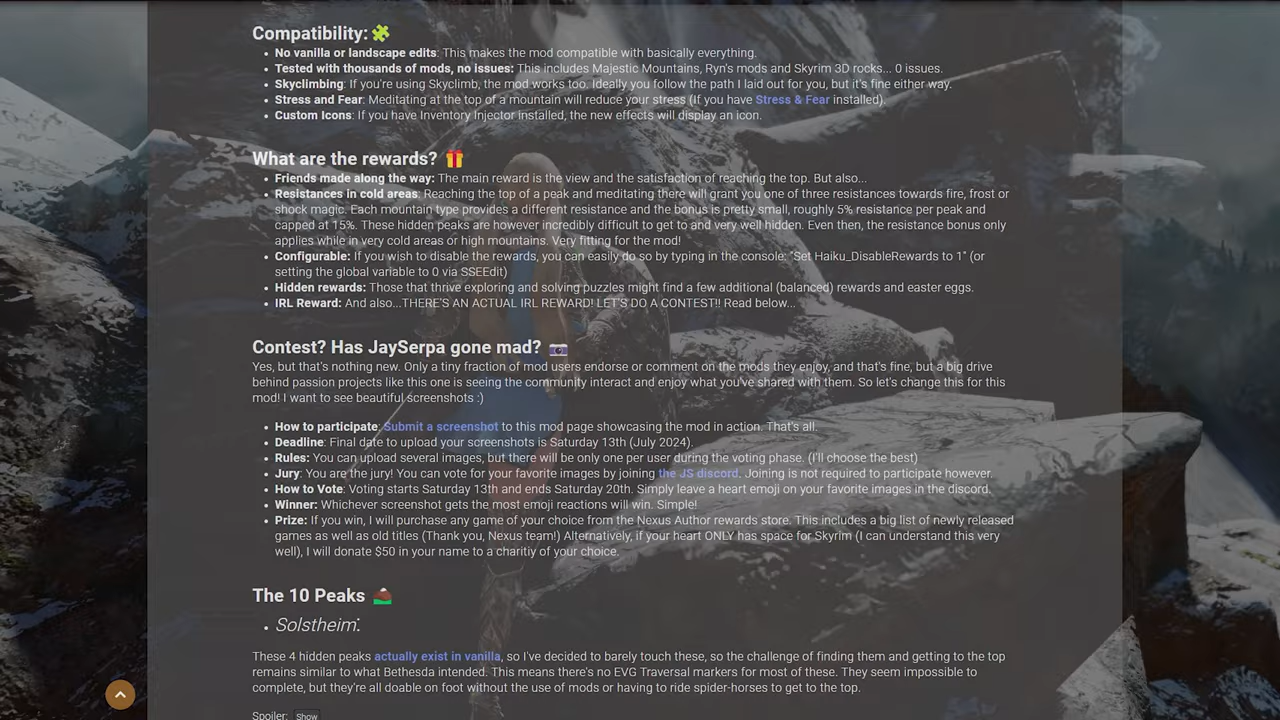 Compatibility:
No vanilla or landscape edits: This makes the mod compatible with basically everything.
Tested with thousands of mods, no issues: This includes Majestic Mountains, Ryn's mods and Skyrim 3D rocks... 0 issues.
Skyclimbing: If you're using Skyclimb, the mod works too. Ideally you follow the path I laid out for you, but it's fine either way.
Stress and Fear: Meditating at the top of a mountain will reduce your stress (If you have Stress & Fear installed).
Custom Icons: If you have Inventory Injector installed, the new effects will display an icon.
What are the rewards?
Friends made along the way: The main reward is the view and the satisfaction of reaching the top. But also...
Resistances in cold areas: Reaching the top of a peak and meditating there will grant you one of three resistances towards fire, frost or
shock magic. Each mountain type provides a different resistance and the bonus is pretty small, roughly 5% resistance per peak and
capped at 15%. These hidden peaks are however incredibly difficult to get to and very well hidden. Even then, the resistance bonus only
applies while in very cold areas or high mountains. Very fitting for the mod!
Configurable: If you wish to disable the rewards, you can easily do so by typing in the console: "Set Haiku_DisableRewards to 1" (or
setting the global variable to 0 via SSEEdit)
Hidden rewards: Those that thrive exploring and solving puzzles might find a few additional (balanced) rewards and easter eggs.
IRL Reward: And also...THERE'S AN ACTUAL IRL REWARD! LET'S DO A CONTEST!! Read below...
Contest? Has JaySerpa gone mad?
Yes, but that's nothing new. Only a tiny fraction of mod users endorse or comment on the mods they enjoy, and that's fine, but a big drive
behind passion projects like this one is seeing the community interact and enjoy what you've shared with them. So let's change this for this
mod! I want to see beautiful screenshots :)
How to participate: Submit a screenshot to this mod page showcasing the mod in action. That's all.
Deadline: Final date to upload your screenshots is Saturday 13th (July 2024).
Rules: You can upload several images, but there will be only one per user during the voting phase. (I'll choose the best)
Jury: You are the jury! You can vote for your favorite images by joining the JS discord. Joining is not required to participate however.
How to Vote: Voting starts Saturday 13th and ends Saturday 20th. Simply leave a heart emoji on your favorite images in the discord.
Winner: Whichever screenshot gets the most emoji reactions will win. Simple!
Prize: If you win, I will purchase any game of your choice from the Nexus Author rewards store. This includes a big list of newly released
games as well as old titles (Thank you, Nexus team!) Alternatively, if your heart ONLY has space for Skyrim (I can understand this very
well), I will donate $50 in your name to a charitiy of your choice.
The 10 Peaks
Solstheim:
These 4 hidden peaks actually exist in vanilla, so I've decided to barely touch these, so the challenge of finding them and getting to the top
remains similar to what Bethesda intended. This means there's no EVG Traversal markers for most of these. They seem impossible to
complete, but they're all doable on foot without the use of mods or having to ride spider-horses to get to the top.
Spoiler: Show